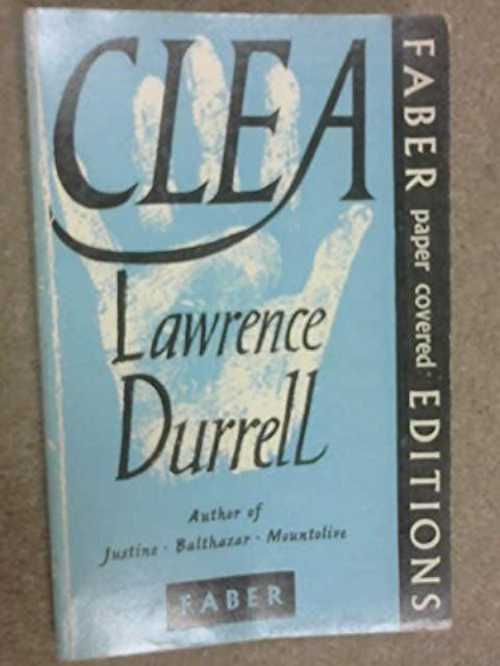 CLEA
Lawrence
Durrell
Author of
Justine · Balthazar · Mountolive
FABER
FABER paper covered EDITIONS